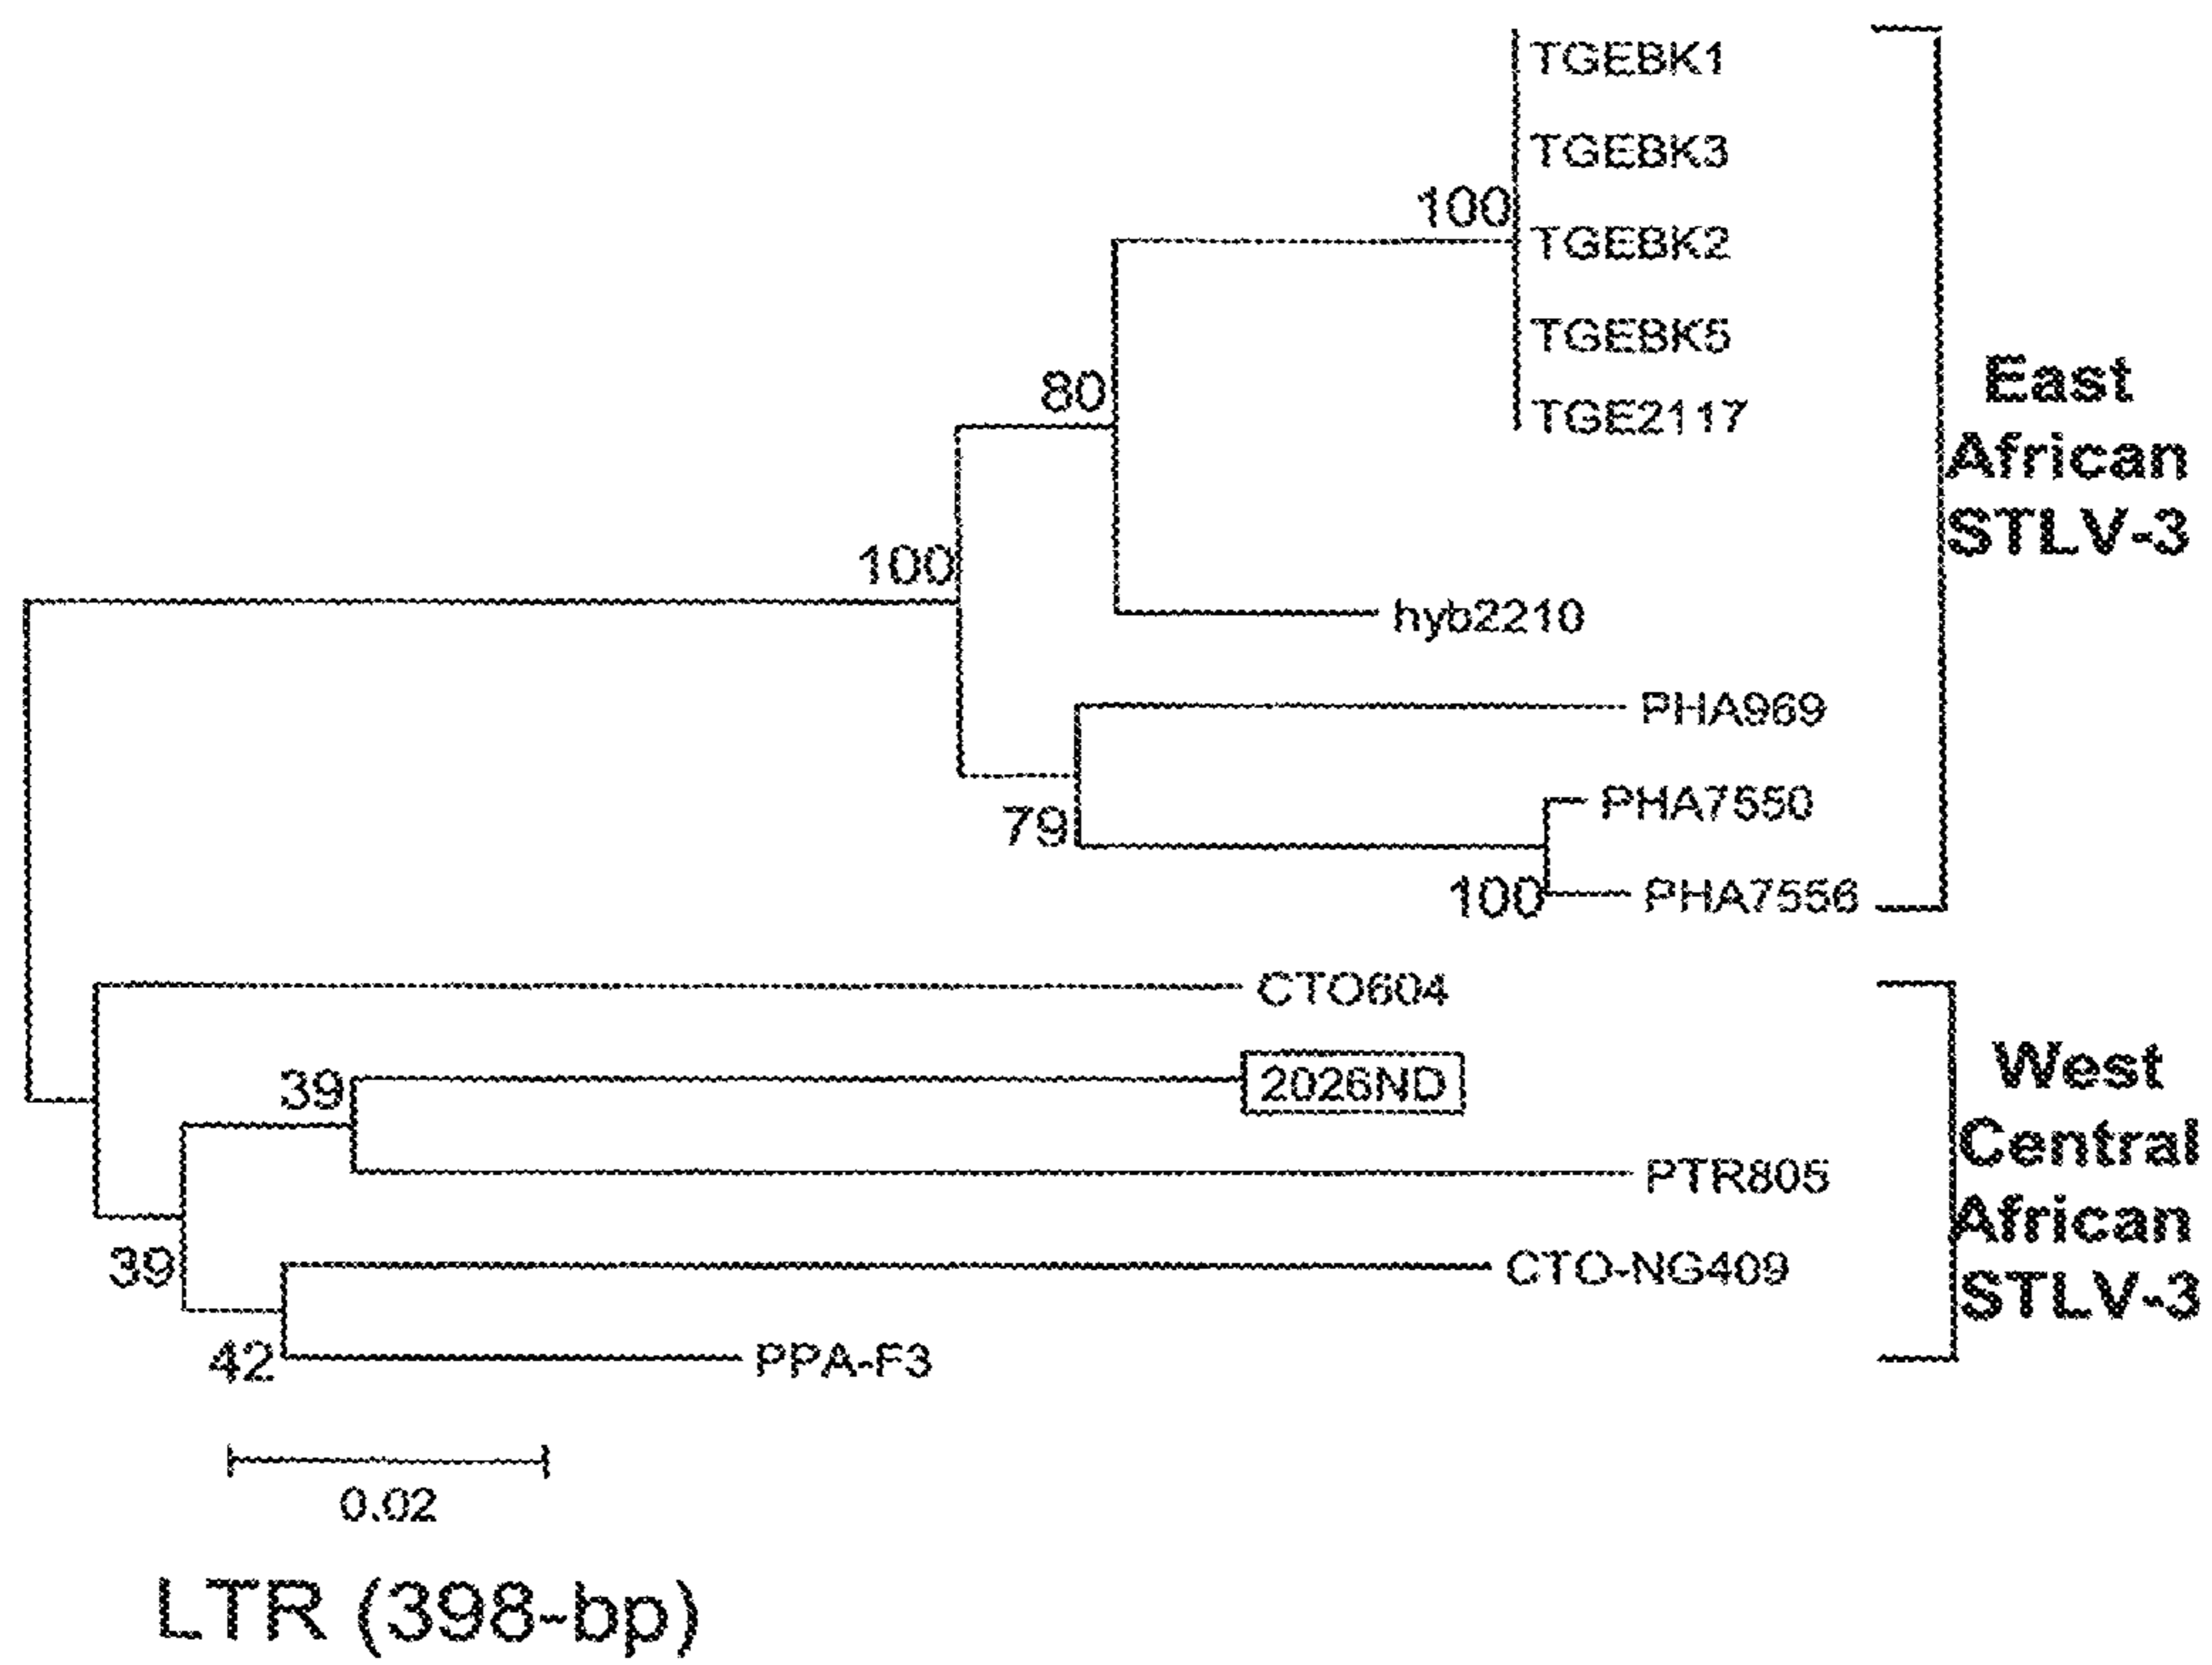 TGEBK1
TGEBK3
100
TGEBK2
TGEBK5
80
TGE2117
East
African
STLV-3
100
hyb2210
PHA969
PHA7550
79
PHA7556
100
CTO604
39
2026ND
PTR805
West
Central
African
STLV-3
39
CTO-NG409
42
PPA-F3
0.02
LTR (398-bp)